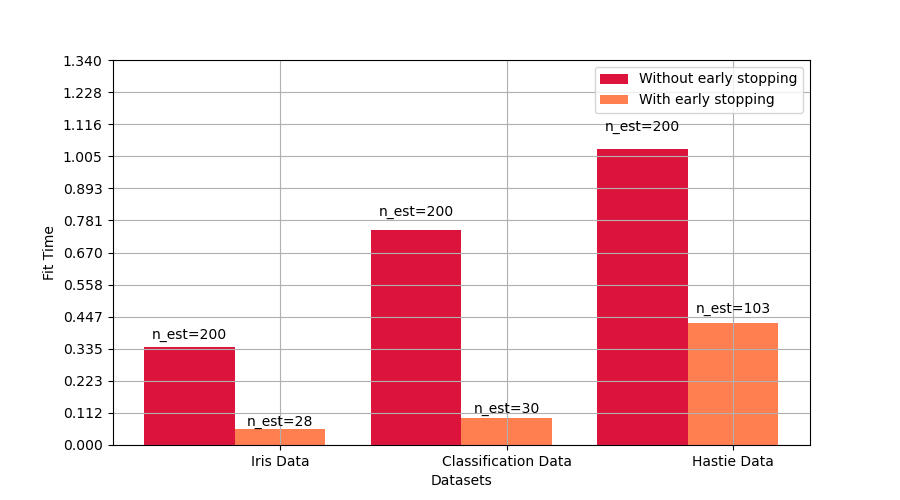 1.340
1.228
1.116
1.005
0.893
0.781
0.670
0.558
0.447
0.335
0.223
0.112
0.000
Fit Time
Without early stopping
With early stopping
n_est=200
n_est=200
n_est=103
n_est=200
n_est=30
n_est=28
Iris Data
Classification Data
Hastie Data
Datasets